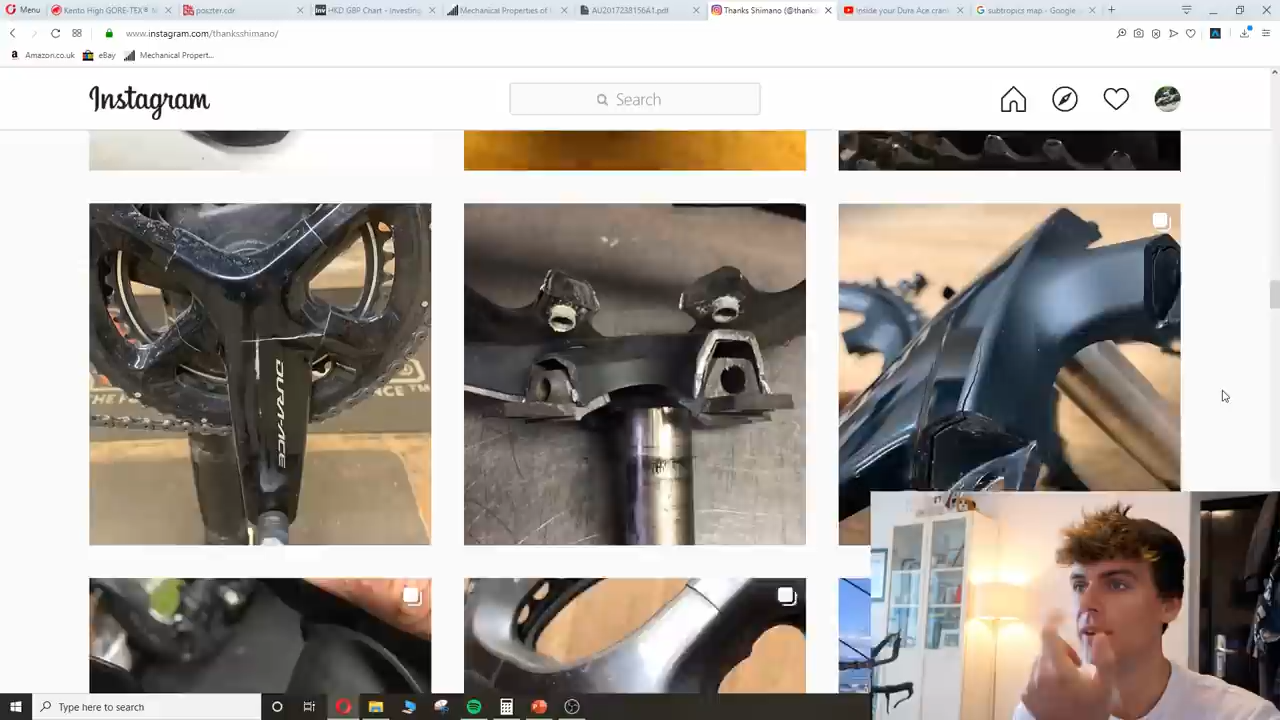 Menu
Kento High GORE-TEX®
poszter.cdr
HKD GBP Chart - Investing
Mechanical Properties of
AU2017238156A1.pdf
Thanks Shimano (@thanks
Inside your Dura Ace cran
subtropics map - Google
www.instagram.com/thanksshimano/
Amazon.co.uk
eBay
Mechanical Propert...
Instagram
Search
DURA-ACE
Type here to search